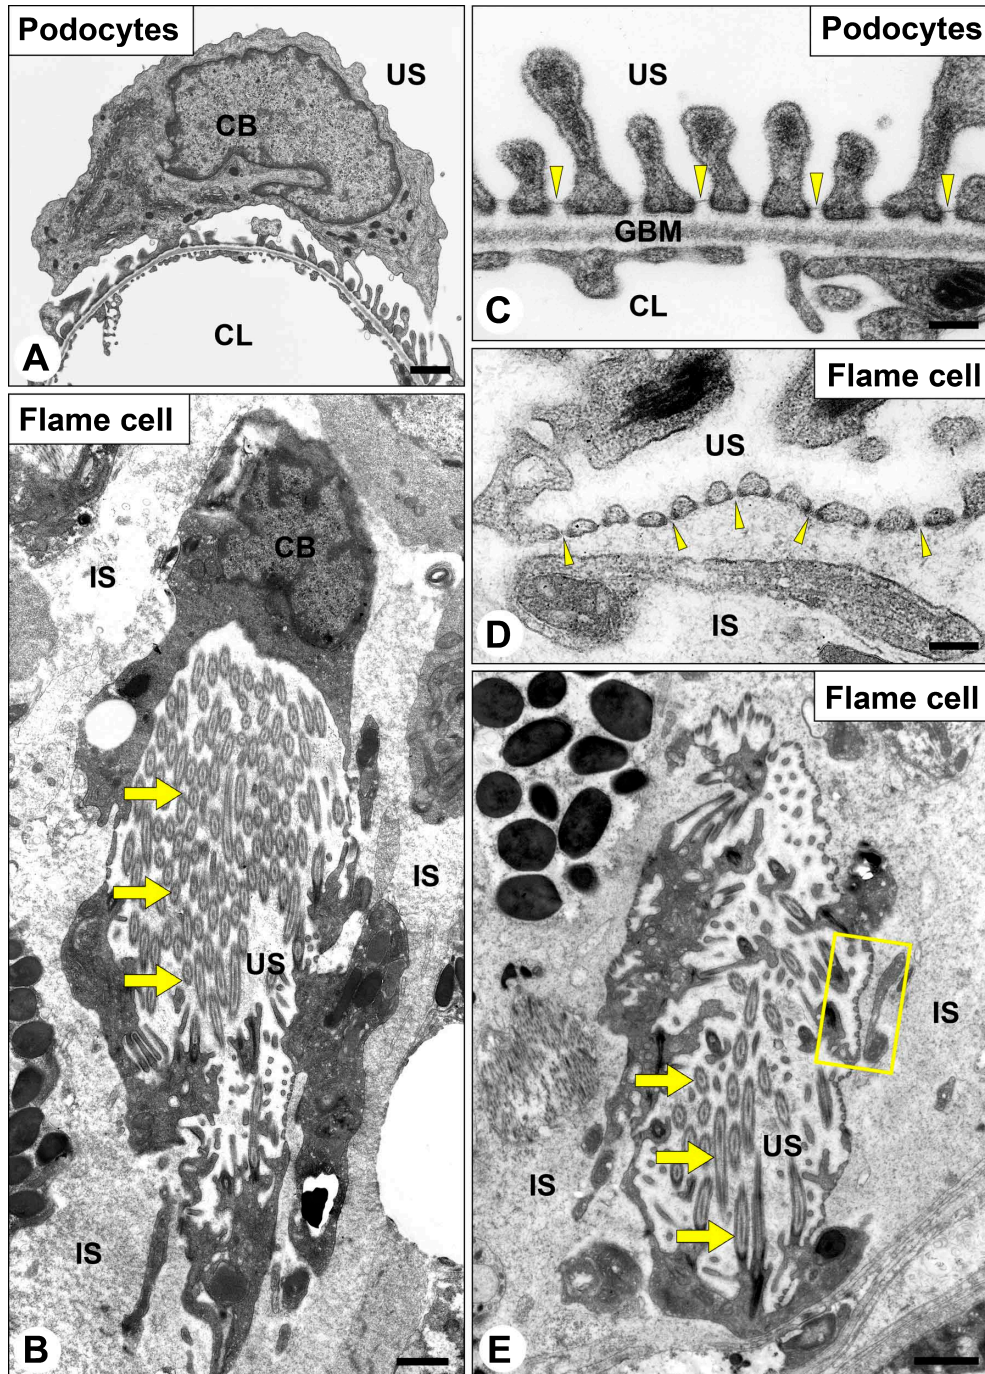 Podocytes
US
CB
CL
A
Podocytes
US
GBM
CL
C
Flame cell
US
IS
D
Flame cell
IS
CB
IS
US
IS
B
Flame cell
IS
US
IS
E